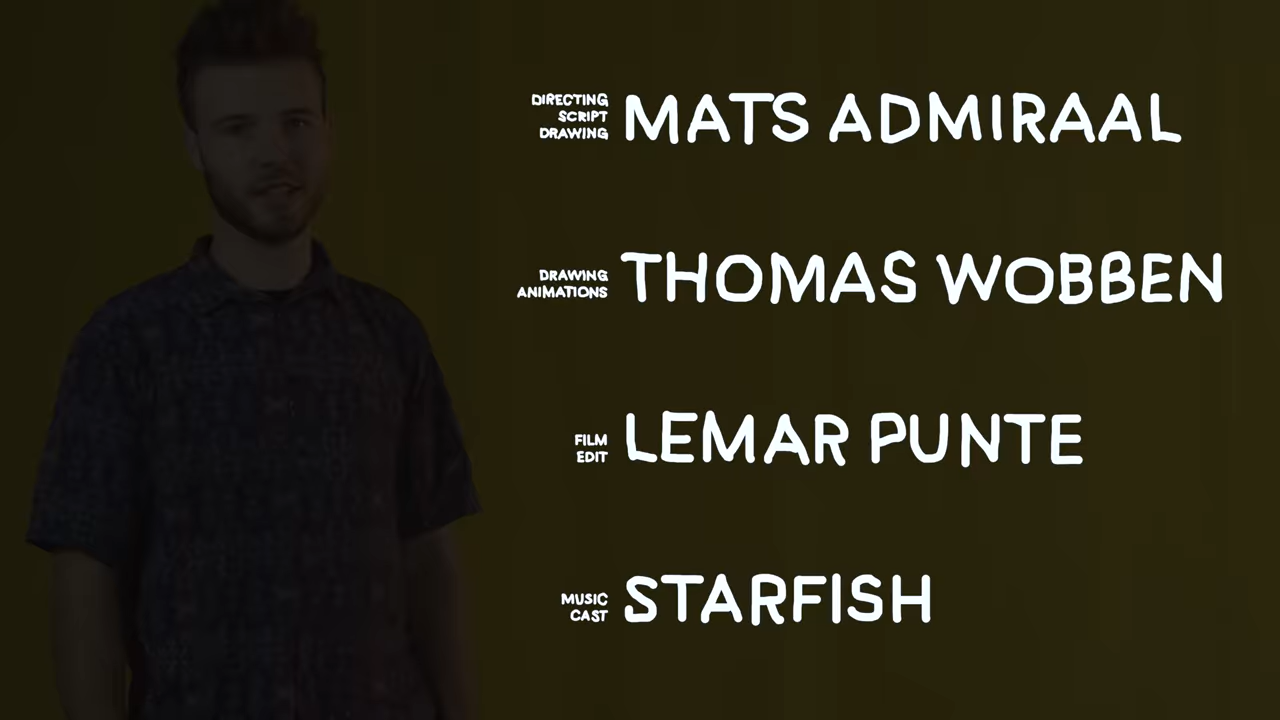 DIRECTING
SCRIPT
DRAWING
MATS ADMIRAAL
DRAWING
ANIMATIONS
THOMAS WOBBEN
FILM
EDIT
LEMAR PUNTE
MUSIC
CAST
STARFISH